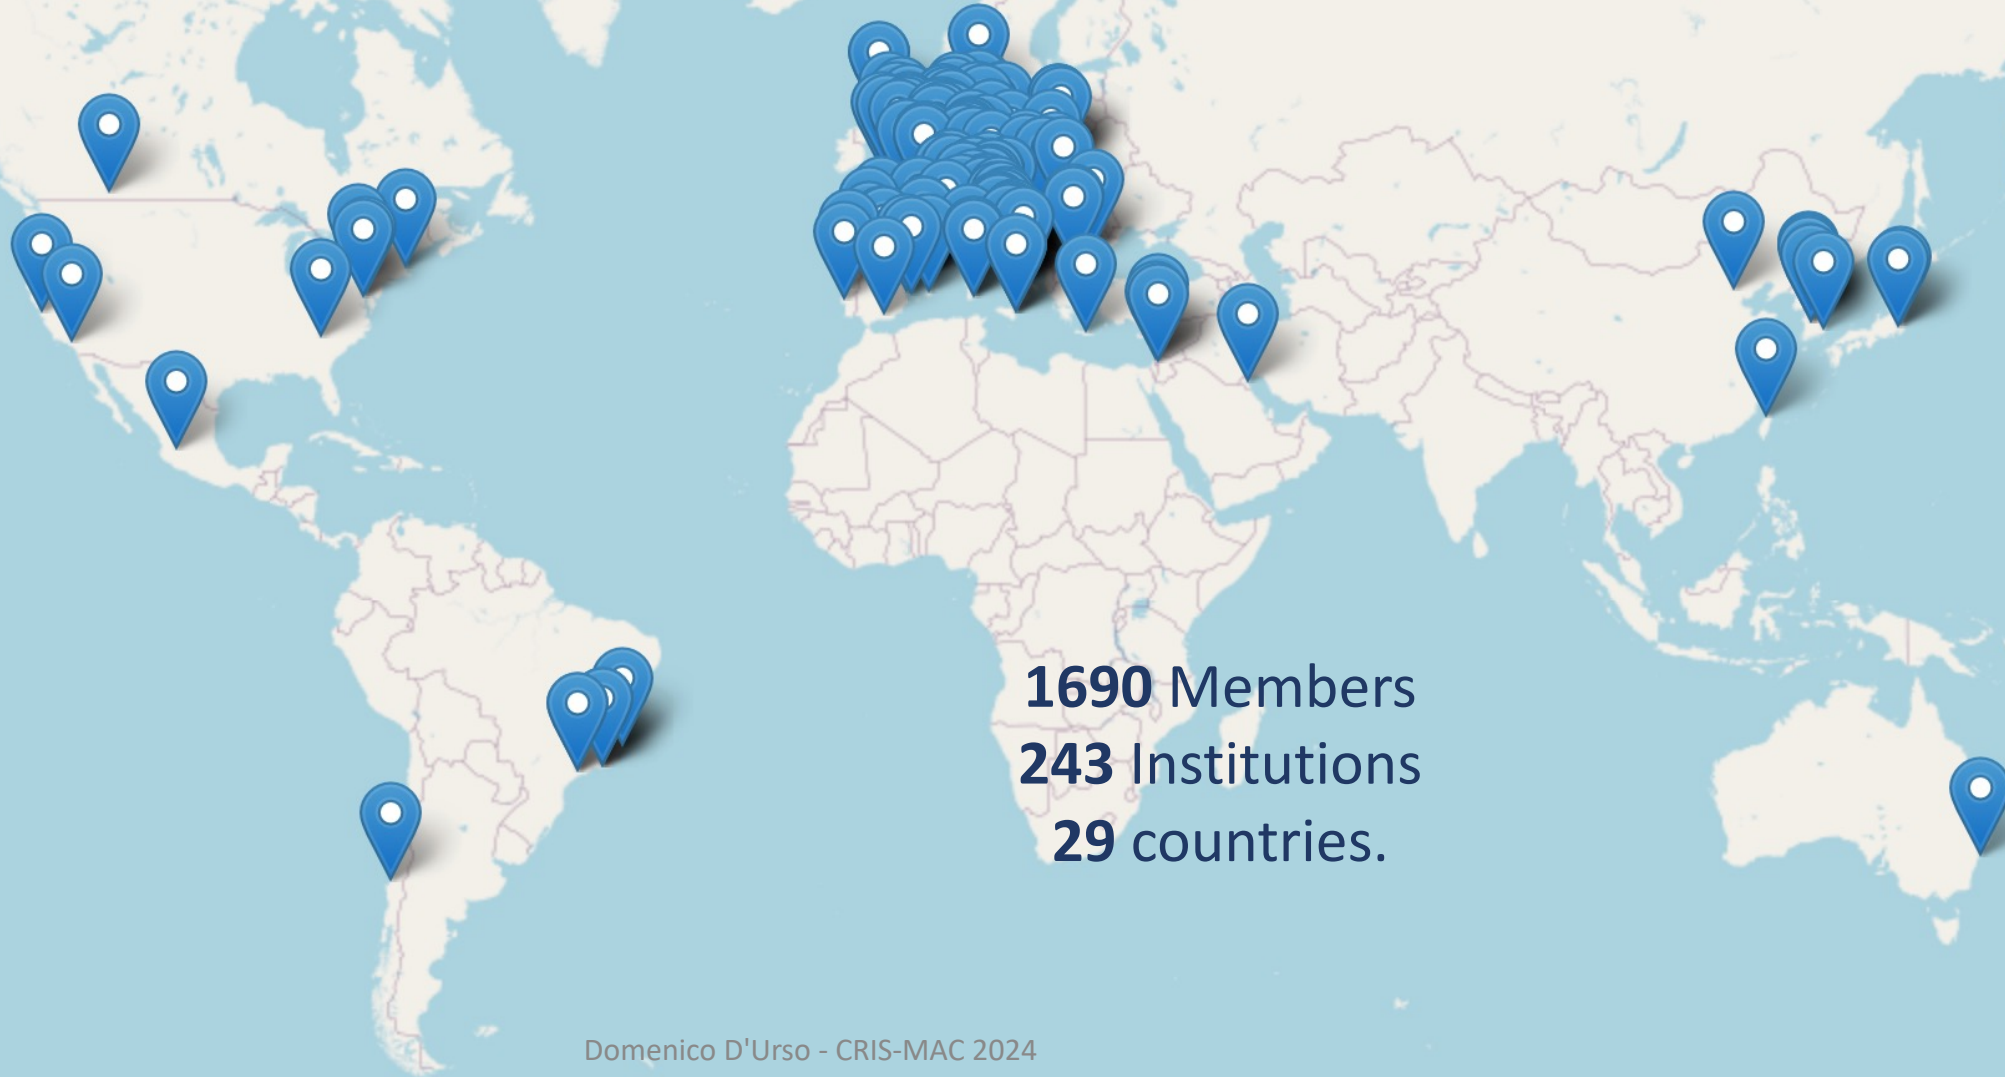 1690 Members
243 Institutions
29 countries.
Domenico D'Urso - CRIS-MAC 2024